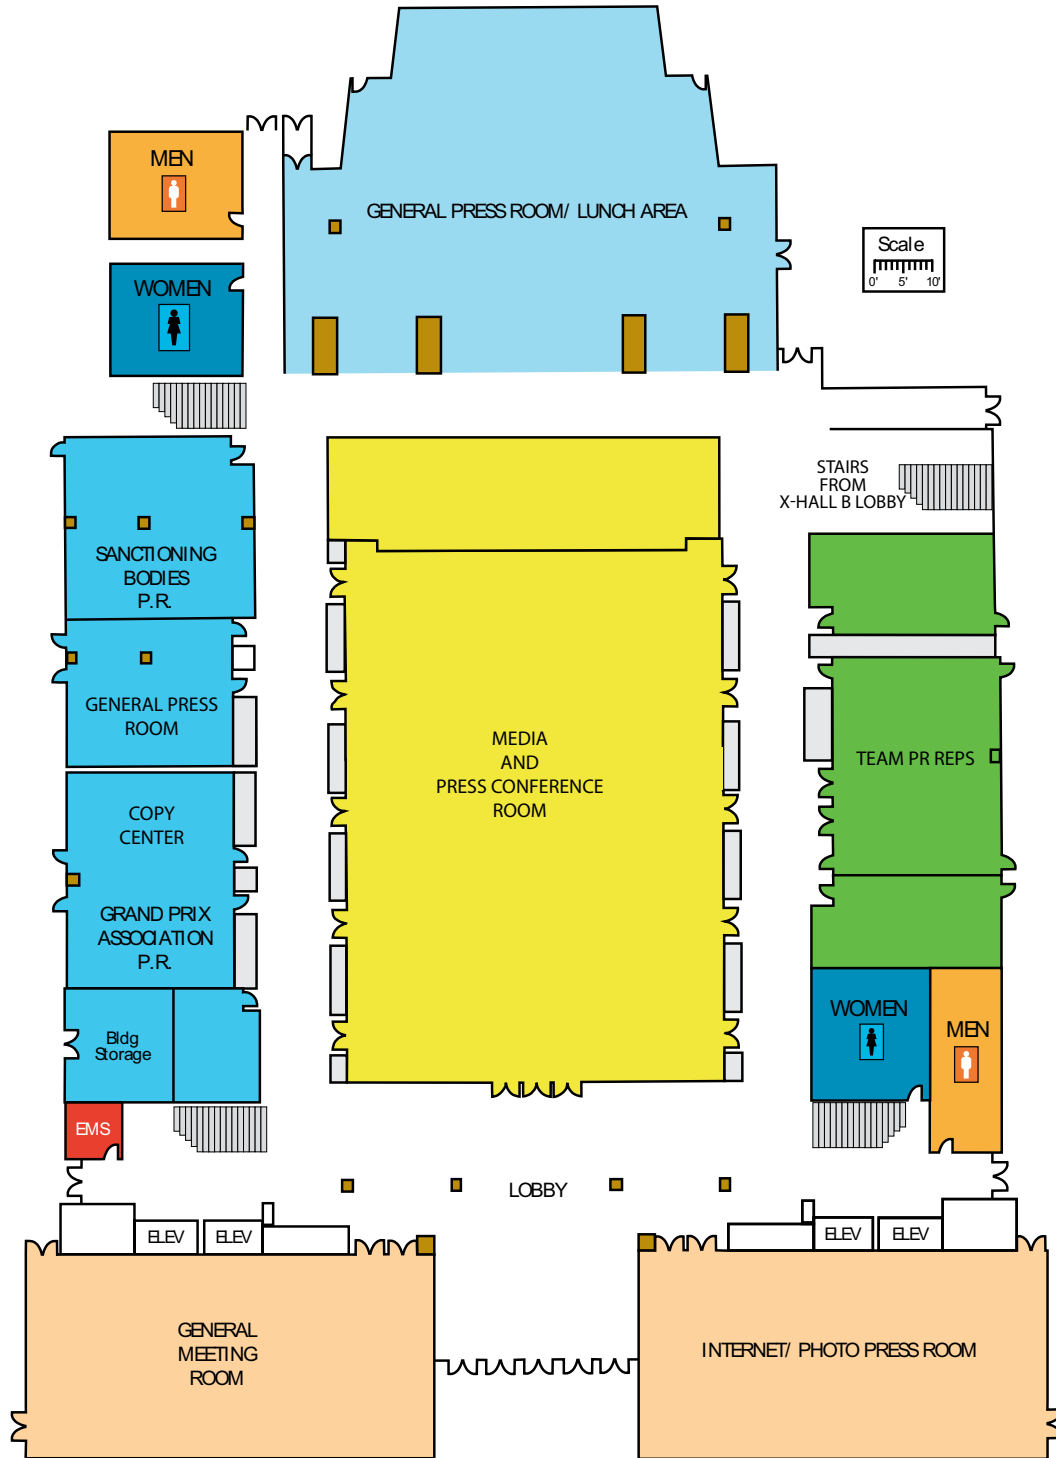 MEN
GENERAL PRESS ROOM/ LUNCH AREA
Scale
0' 5' 10'
WOMEN
STAIRS
FROM
X-HALL B LOBBY
SANCTIONING
BODIES
P.R.
GENERAL PRESS
ROOM
MEDIA
AND
PRESS CONFERENCE
ROOM
TEAM PR REPS
COPY
CENTER
GRAND PRIX
ASSOCIATION
P.R.
Bldg
Storage
WOMEN
MEN
EMS
LOBBY
ELEV
ELEV
ELEV
ELEV
GENERAL
MEETING
ROOM
INTERNET/ PHOTO PRESS ROOM